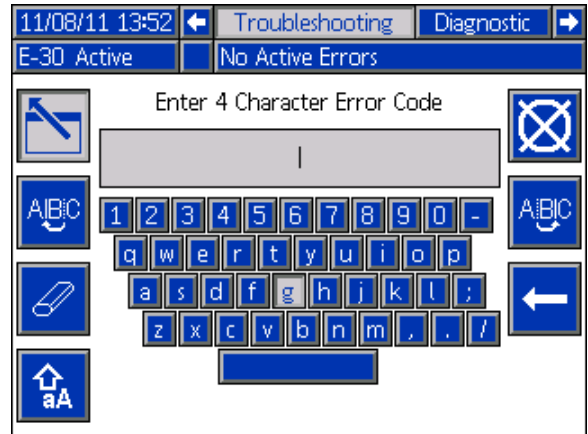 11/08/11 13:52 Troubleshooting Diagnostic
E-30 Active No Active Errors
Enter 4 Character Error Code
ABC ABC
1 2 3 4 5 6 7 8 9 0 -
q w e r t y u i o p
a s d f g h j k l ;
z x c v b n m , . /
aA